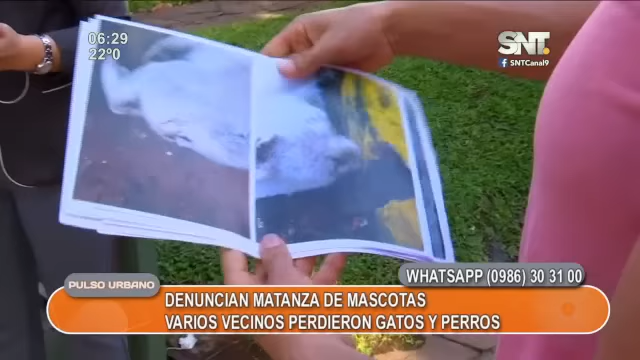 06:29
22°0
SNT
SNTCanal9
WHATSAPP (0986) 30 31 00
PULSO URBANO
DENUNCIAN MATANZA DE MASCOTAS
VARIOS VECINOS PERDIERON GATOS Y PERROS